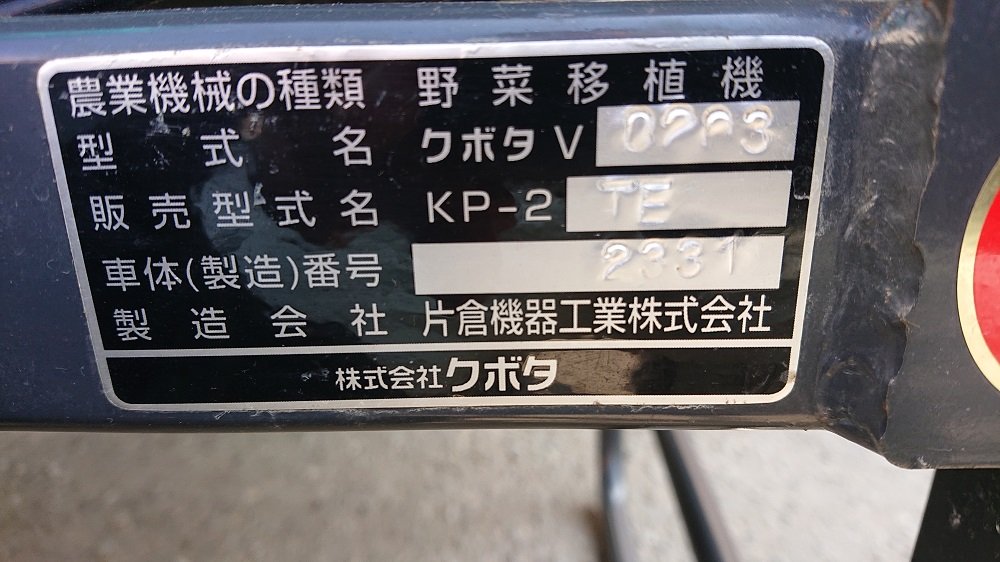 農業機械の種類 野菜移植機
型式名 クボタV 02P3
販売型式名 KP-2 TE
車体(製造)番号 2331
製造会社 片倉機器工業株式会社
株式会社クボタ